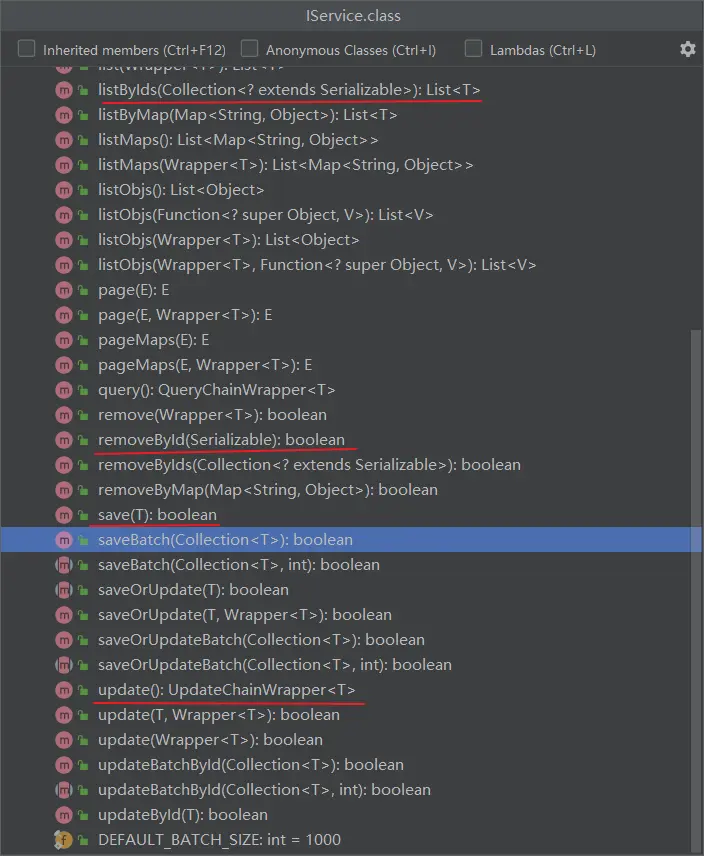 IService.class
Inherited members (Ctrl+F12) Anonymous Classes (Ctrl+I) Lambdas (Ctrl+L)
list(Wrapper<T>): List<T>
listByIds(Collection<? extends Serializable>): List<T>
listByMap(Map<String, Object>): List<T>
listMaps(): List<Map<String, Object>>
listMaps(Wrapper<T>): List<Map<String, Object>>
listObjs(): List<Object>
listObjs(Function<? super Object, V>): List<V>
listObjs(Wrapper<T>): List<Object>
listObjs(Wrapper<T>, Function<? super Object, V>): List<V>
page(E): E
page(E, Wrapper<T>): E
pageMaps(E): E
pageMaps(E, Wrapper<T>): E
query(): QueryChainWrapper<T>
remove(Wrapper<T>): boolean
removeById(Serializable): boolean
removeByIds(Collection<? extends Serializable>): boolean
removeByMap(Map<String, Object>): boolean
save(T): boolean
saveBatch(Collection<T>): boolean
saveBatch(Collection<T>, int): boolean
saveOrUpdate(T): boolean
saveOrUpdate(T, Wrapper<T>): boolean
saveOrUpdateBatch(Collection<T>): boolean
saveOrUpdateBatch(Collection<T>, int): boolean
update(): UpdateChainWrapper<T>
update(T, Wrapper<T>): boolean
update(Wrapper<T>): boolean
updateBatchById(Collection<T>): boolean
updateBatchById(Collection<T>, int): boolean
updateById(T): boolean
DEFAULT_BATCH_SIZE: int = 1000